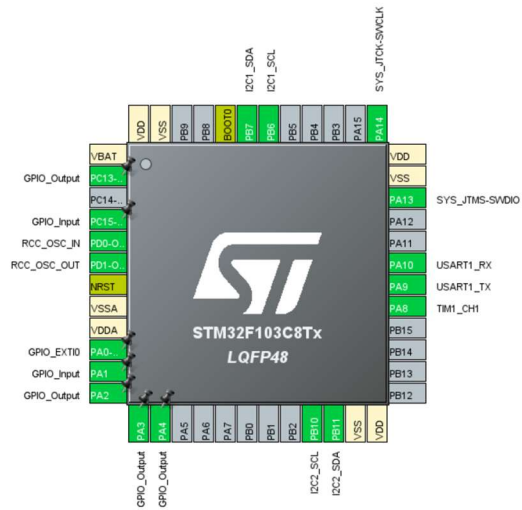 I2C1_SDA
I2C1_SCL
SYS_JTCK-SWCLK
VDD
VSS
PB9
PB8
BOOT0
PB7
PB6
PB5
PB4
PB3
PA15
PA14
VBAT
GPIO_Output PC13-..
PC14-..
GPIO_Input PC15-..
RCC_OSC_IN PD0-O..
RCC_OSC_OUT PD1-O..
NRST
VSSA
VDDA
GPIO_EXTI0 PA0-..
GPIO_Input PA1
GPIO_Output PA2
STM32F103C8Tx
LQFP48
VDD
VSS
PA13 SYS_JTMS-SWDIO
PA12
PA11
PA10 USART1_RX
PA9 USART1_TX
PA8 TIM1_CH1
PB15
PB14
PB13
PB12
PA3
PA4
PA5
PA6
PA7
PB0
PB1
PB2
PB10
PB11
VSS
VDD
GPIO_Output
GPIO_Output
I2C2_SCL
I2C2_SDA